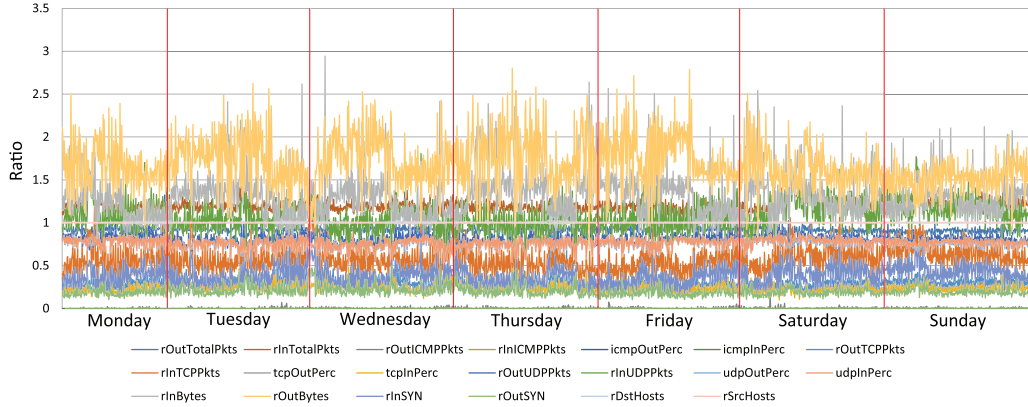 3.5
3
2.5
2
1.5
1
0.5
0
Ratio
Monday Tuesday Wednesday Thursday Friday Saturday Sunday
rOutTotalPkts rInTotalPkts rOutICMPPkts rInICMPPkts icmpOutPerc icmpInPerc rOutTCPPkts
rInTCPPkts tcpOutPerc tcpInPerc rOutUDPPkts rInUDPPkts udpOutPerc udpInPerc
rInBytes rOutBytes rInSYN rOutSYN rDstHosts rSrcHosts